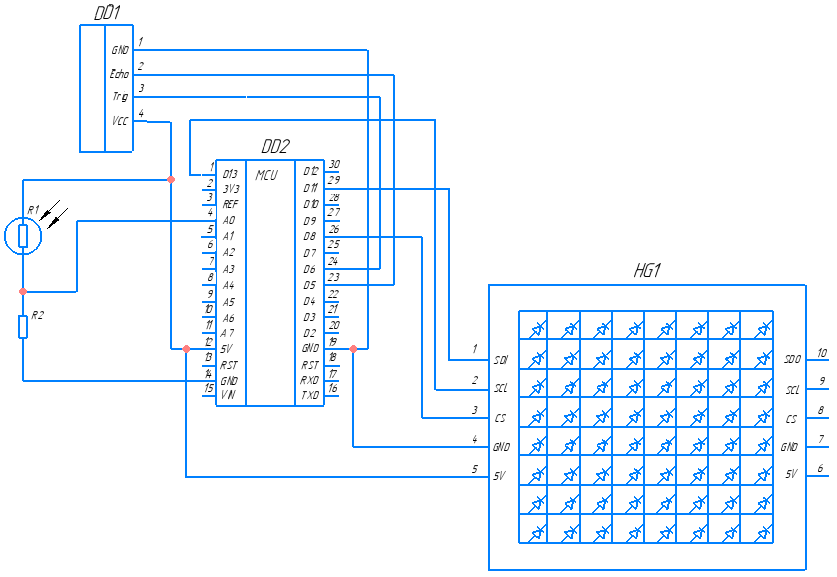 DD1
GND 1
Echo 2
Trig 3
VCC 4
DD2
MCU
1 D13
2 3V3
3 REF
4 A0
5 A1
6 A2
7 A3
8 A4
9 A5
10 A6
11 A7
12 5V
13 RST
14 GND
15 VIN
D12 30
D11 29
D10 28
D9 27
D8 26
D7 25
D6 24
D5 23
D4 22
D3 21
D2 20
GND 19
RST 18
RX0 17
TX0 16
R1
R2
HG1
1 SDI
2 SCL
3 CS
4 GND
5 5V
SDO 10
SCL 9
CS 8
GND 7
5V 6